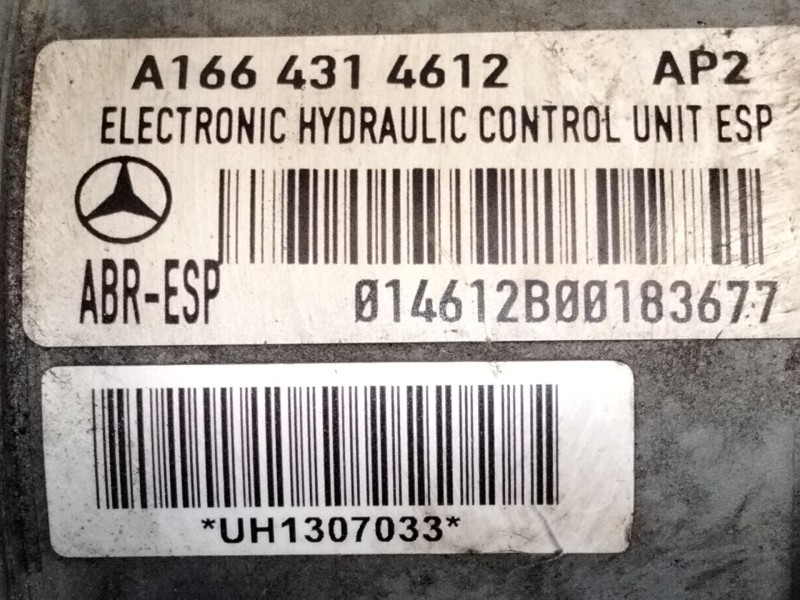 A166 431 4612 AP2
ELECTRONIC HYDRAULIC CONTROL UNIT ESP
ABR-ESP
014612B00183677
*UH1307033*